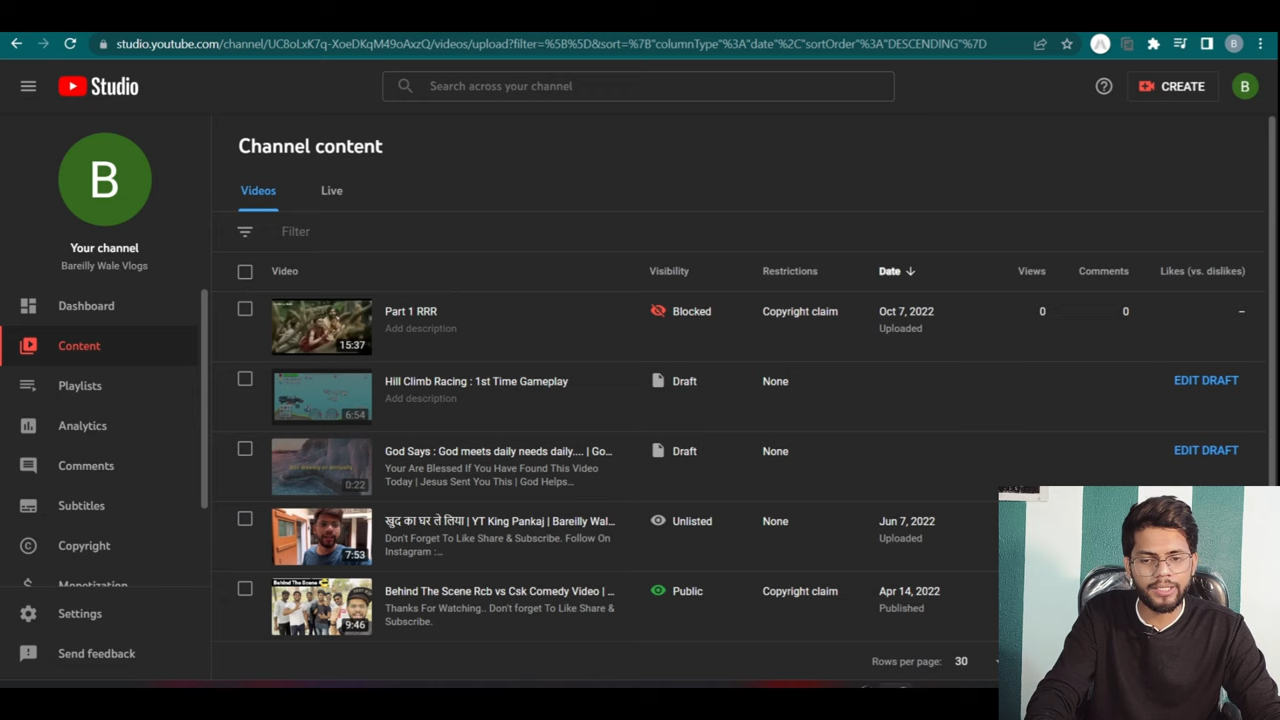 studio.youtube.com/channel/UC8oLxK7q-XoeDKqM49oAxzQ/videos/upload?filter=%5B%5D&sort=%7B"columnType"%3A"date"%2C"sortOrder"%3A"DESCENDING"%7D
B
Studio
Search across your channel
CREATE
B
B
Your channel
Bareilly Wale Vlogs
Dashboard
Content
Playlists
Analytics
Comments
Subtitles
Copyright
Monetization
Settings
Send feedback
Channel content
Videos Live
Filter
Video Visibility Restrictions Date Views Comments Likes (vs. dislikes)
15:37
Part 1 RRR
Add description
Blocked Copyright claim Oct 7, 2022 0 0 –
Uploaded
6:54
Hill Climb Racing : 1st Time Gameplay
Add description
Draft None EDIT DRAFT
0:22
God Says : God meets daily needs daily.... | Go...
Your Are Blessed If You Have Found This Video
Today | Jesus Sent You This | God Helps...
Draft None EDIT DRAFT
7:53
खुद का घर ले लिया | YT King Pankaj | Bareilly Wal...
Don't Forget To Like Share & Subscribe. Follow On
Instagram :...
Unlisted None Jun 7, 2022
Uploaded
Behind The Scene
9:46
Behind The Scene Rcb vs Csk Comedy Video | ...
Thanks For Watching.. Don't forget To Like Share &
Subscribe.
Public Copyright claim Apr 14, 2022
Published
Rows per page: 30